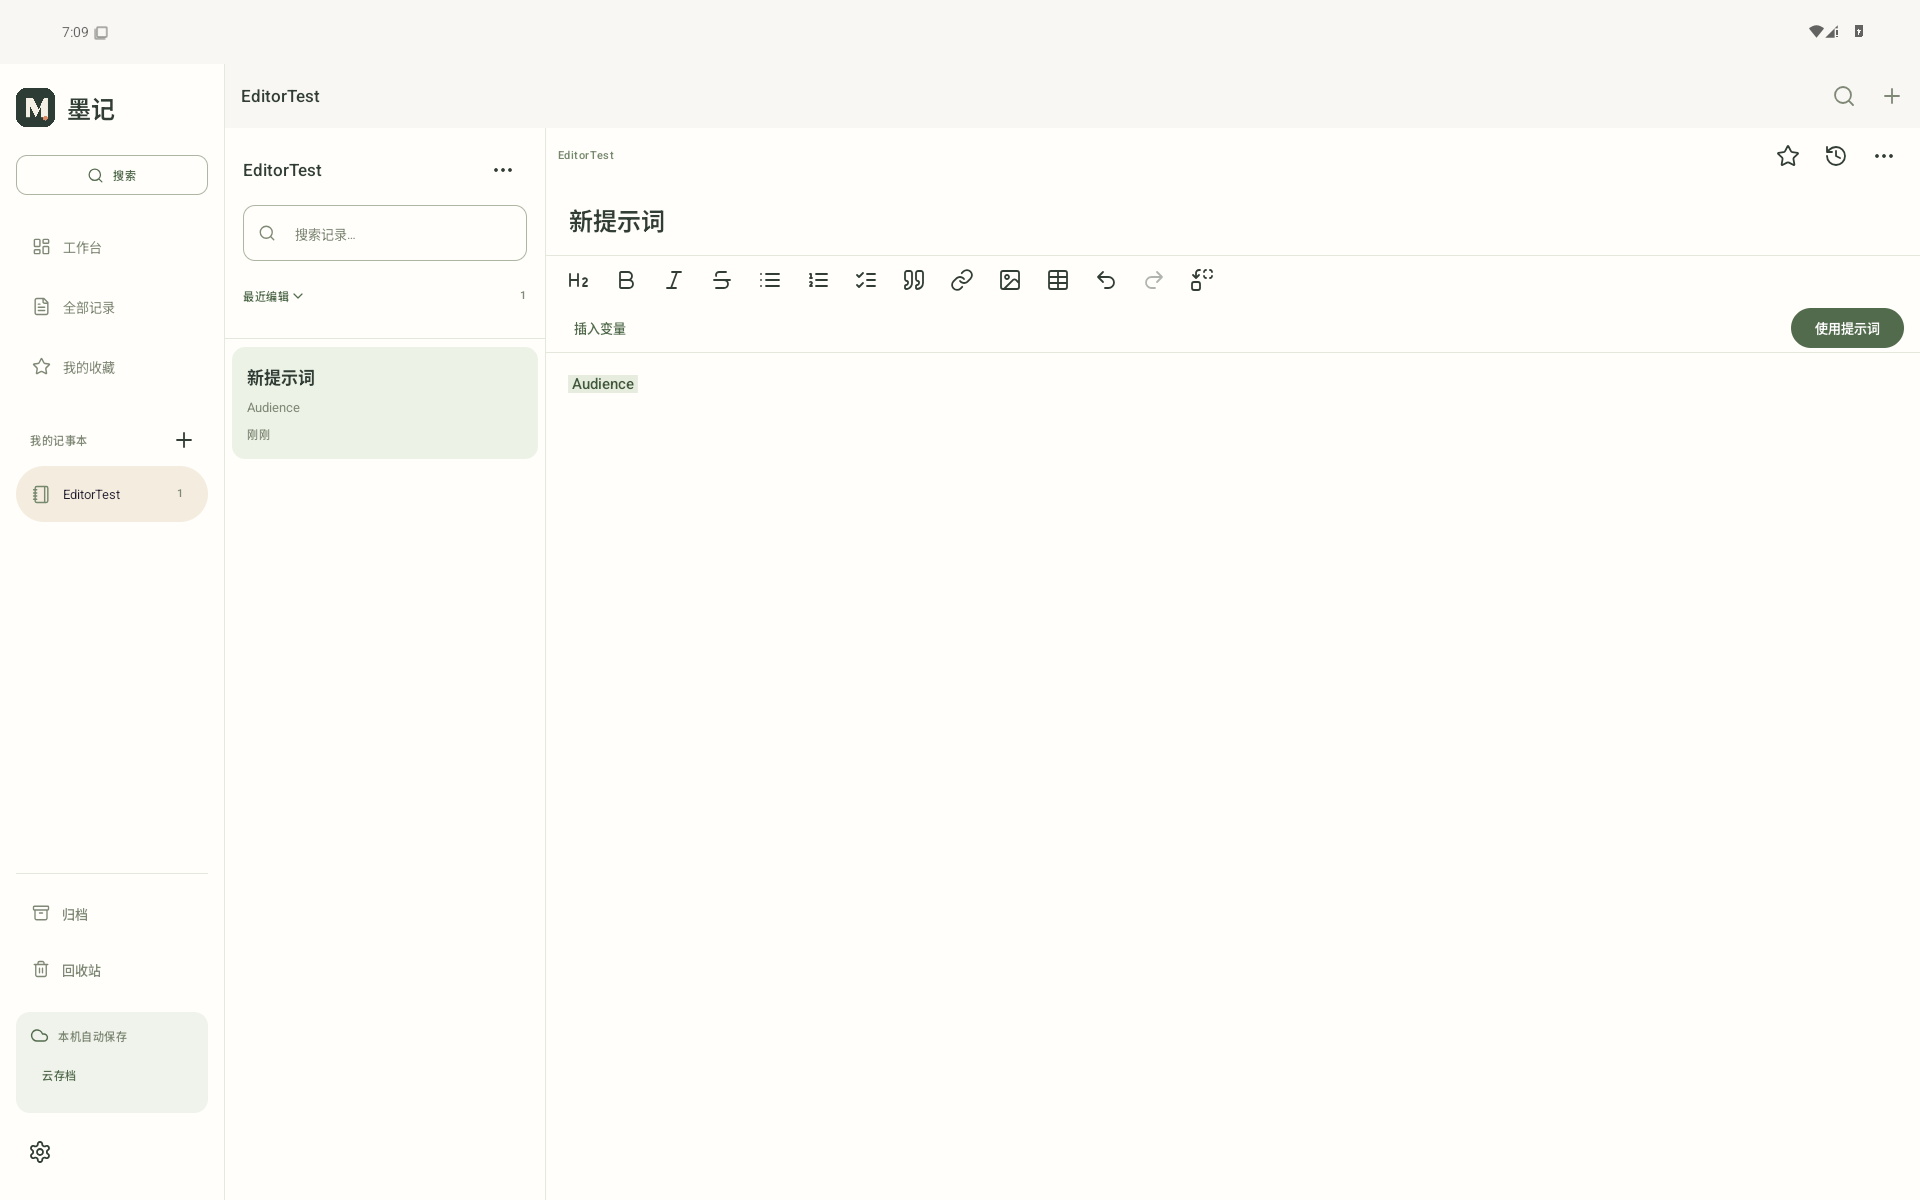 7:09
墨记
搜索
工作台
全部记录
我的收藏
我的记事本
EditorTest 1
归档
回收站
本机自动保存
云存档
EditorTest
EditorTest
搜索记录...
最近编辑 1
新提示词
Audience
刚刚
EditorTest
新提示词
H2
插入变量
使用提示词
Audience